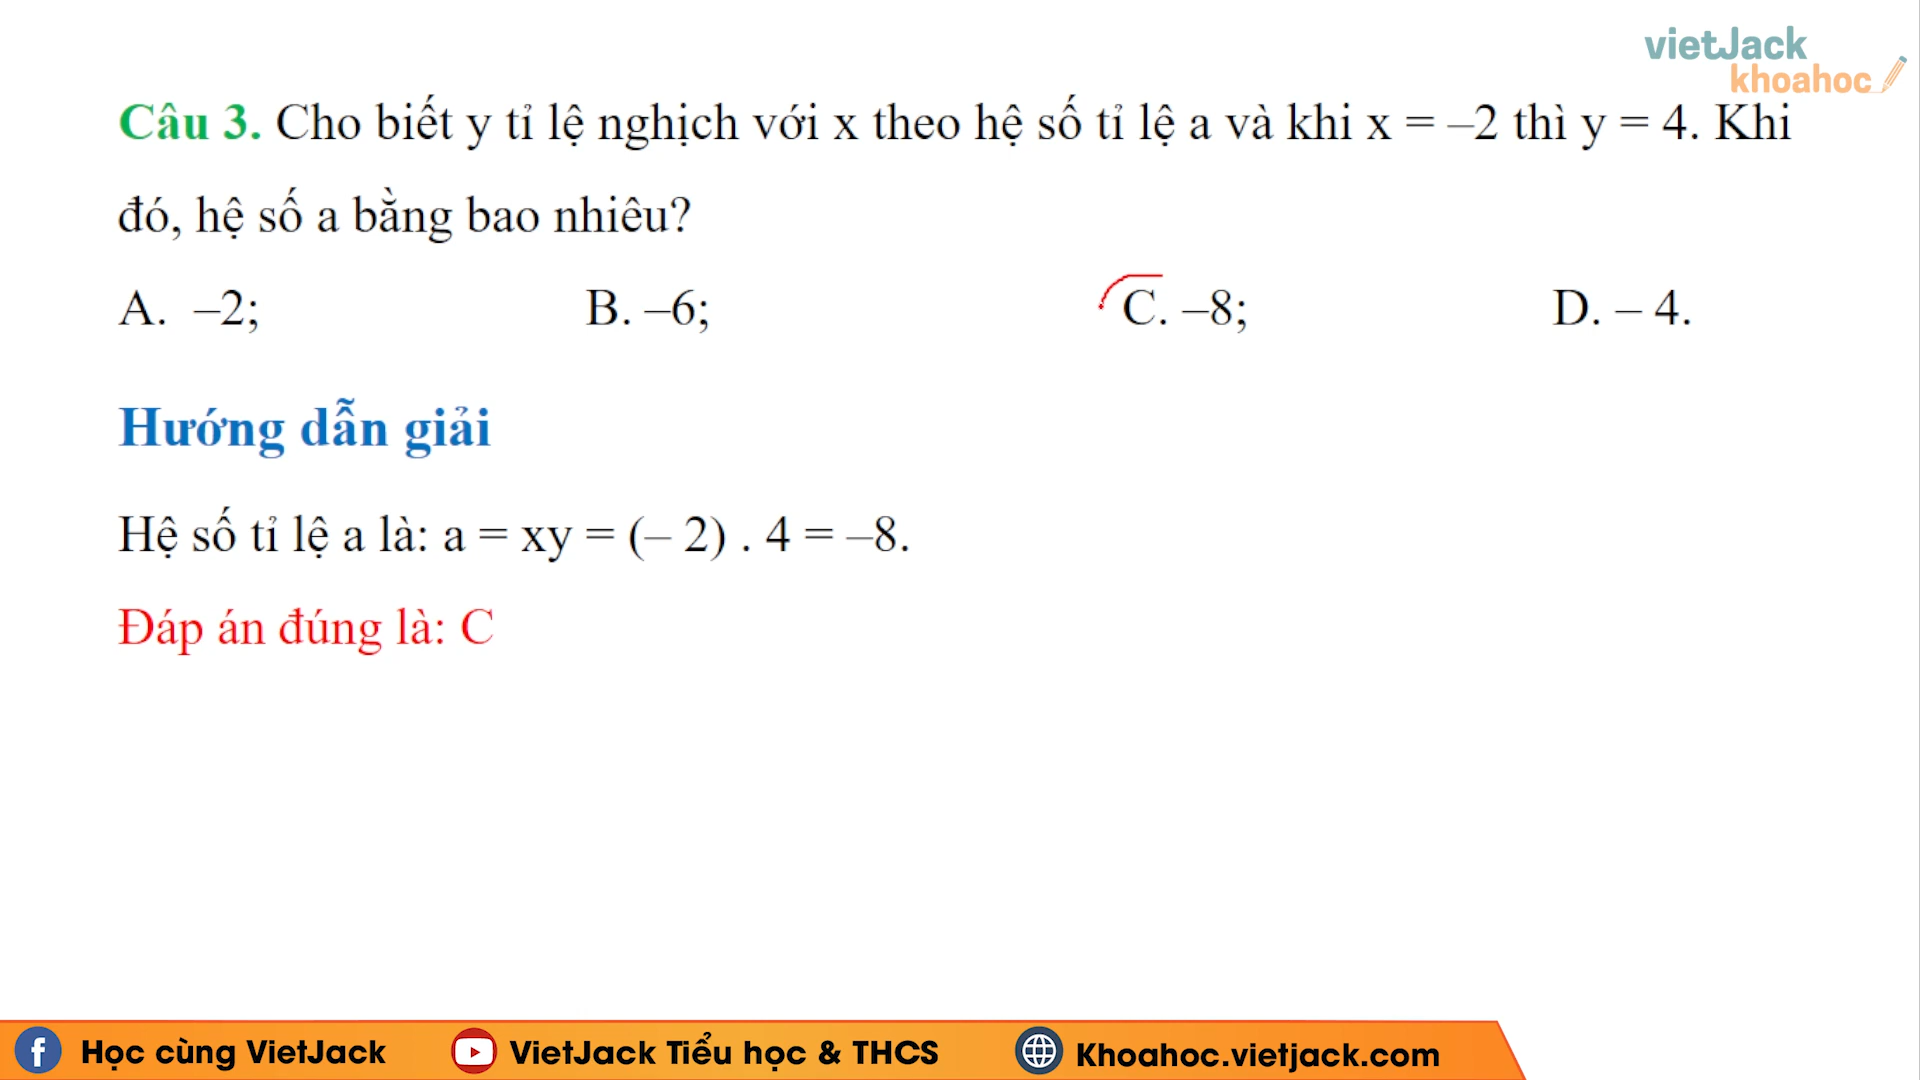 vietJack
khoahoc
Câu 3. Cho biết y tỉ lệ nghịch với x theo hệ số tỉ lệ a và khi x = –2 thì y = 4. Khi
đó, hệ số a bằng bao nhiêu?
A. –2; B. –6; C. –8; D. – 4.
Hướng dẫn giải
Hệ số tỉ lệ a là: a = xy = (– 2) . 4 = –8.
Đáp án đúng là: C
Học cùng VietJack VietJack Tiểu học & THCS Khoahoc.vietjack.com